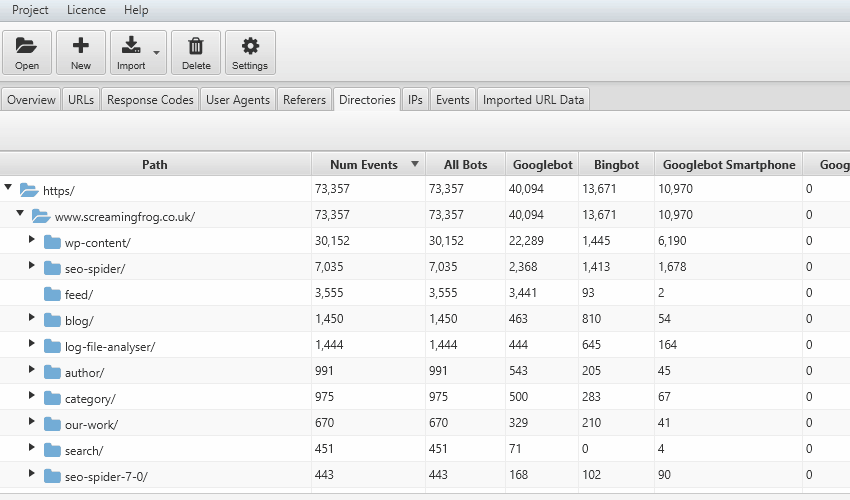 Project Licence Help
Open New Import Delete Settings
Overview URLs Response Codes User Agents Referers Directories IPs Events Imported URL Data
Path Num Events All Bots Googlebot Bingbot Googlebot Smartphone Goog
https/ 73,357 73,357 40,094 13,671 10,970 0
www.screamingfrog.co.uk/ 73,357 73,357 40,094 13,671 10,970 0
wp-content/ 30,152 30,152 22,289 1,445 6,190 0
seo-spider/ 7,035 7,035 2,368 1,413 1,678 0
feed/ 3,555 3,555 3,441 93 2 0
blog/ 1,450 1,450 463 810 54 0
log-file-analyser/ 1,444 1,444 444 645 164 0
author/ 991 991 543 205 45 0
category/ 975 975 500 283 67 0
our-work/ 670 670 329 210 41 0
search/ 451 451 71 0 4 0
seo-spider-7-0/ 443 443 168 102 90 0